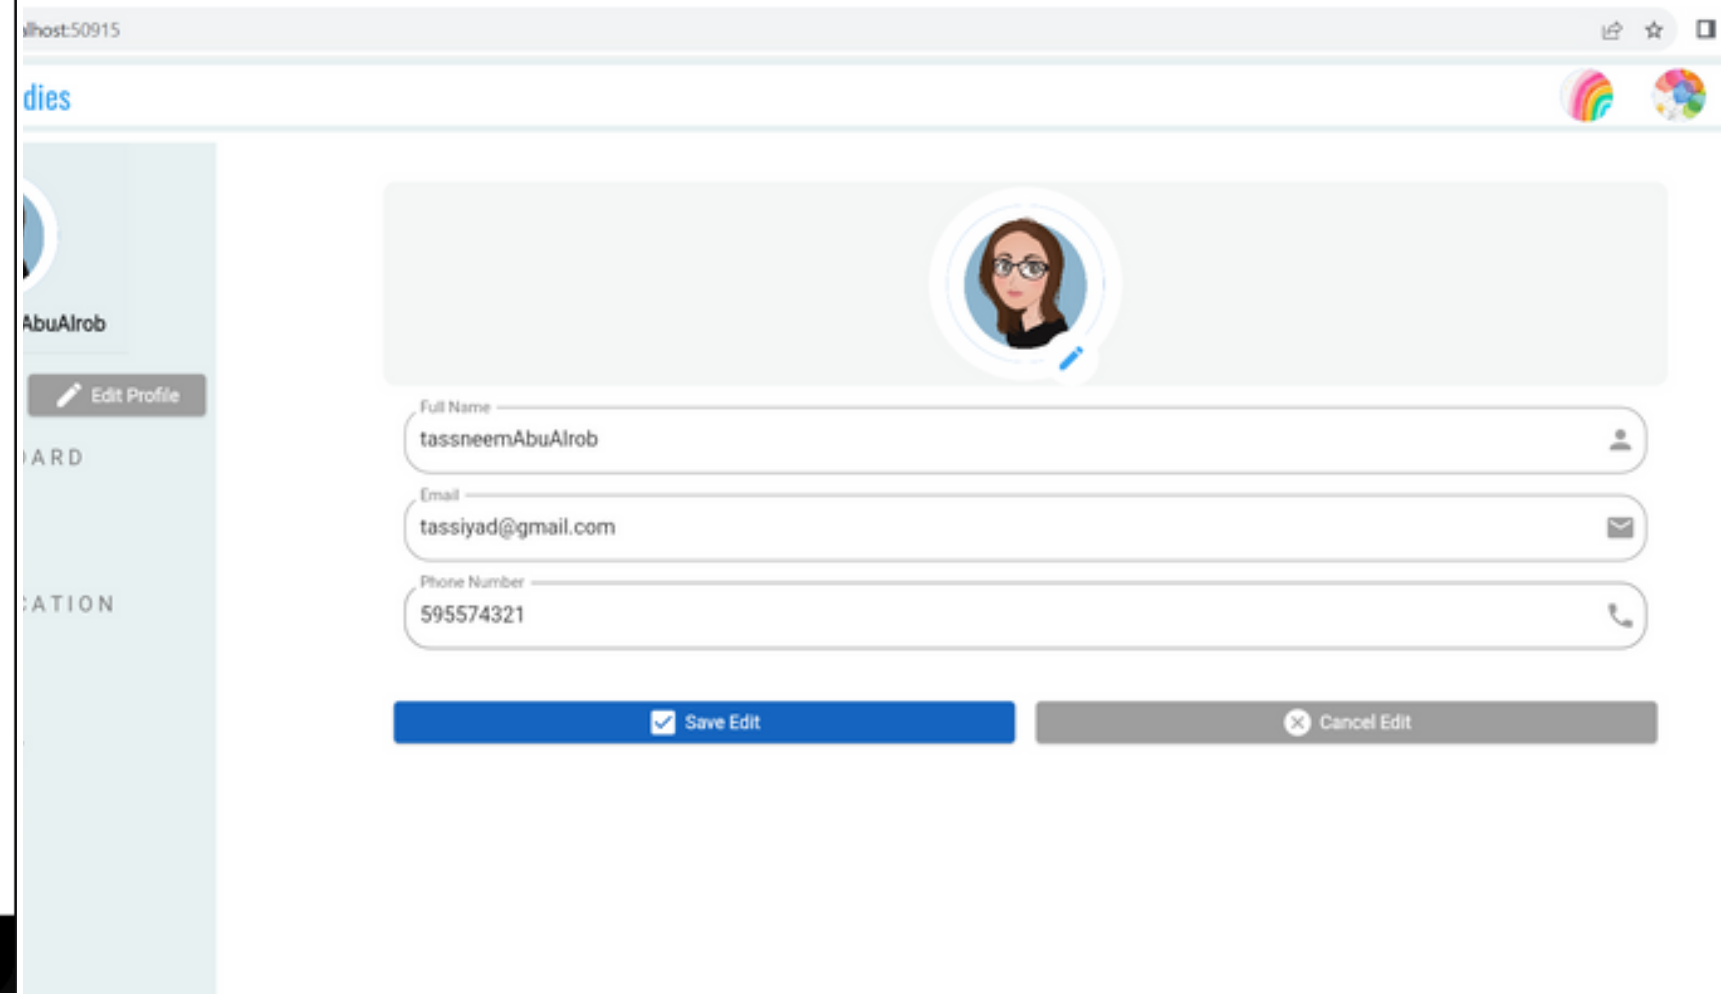 lhost:50915
dies
AbuAlrob
Edit Profile
ARD
CATION
Full Name
tassneemAbuAlrob
Email
tassiyad@gmail.com
Phone Number
595574321
Save Edit
Cancel Edit